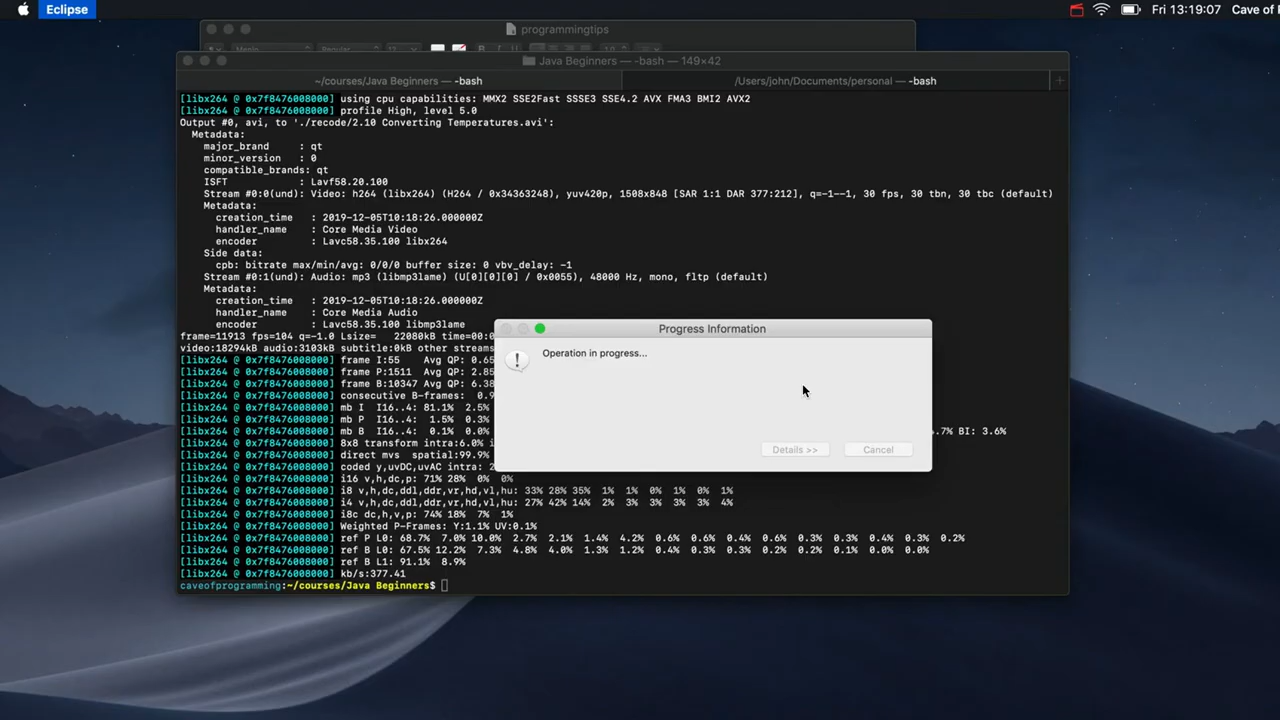 Eclipse
Fri 13:19:07 Cave of
programmingtips
Java Beginners — -bash — 149×42
~/courses/Java Beginners — -bash
/Users/john/Documents/personal — -bash
[libx264 @ 0x7f8476008000] using cpu capabilities: MMX2 SSE2Fast SSSE3 SSE4.2 AVX FMA3 BMI2 AVX2
[libx264 @ 0x7f8476008000] profile High, level 5.0
Output #0, avi, to './recode/2.10 Converting Temperatures.avi':
Metadata:
major_brand : qt
minor_version : 0
compatible_brands: qt
ISFT : Lavf58.20.100
Stream #0:0(und): Video: h264 (libx264) (H264 / 0x34363248), yuv420p, 1508x848 [SAR 1:1 DAR 377:212], q=-1--1, 30 fps, 30 tbn, 30 tbc (default)
Metadata:
creation_time : 2019-12-05T10:18:26.000000Z
handler_name : Core Media Video
encoder : Lavc58.35.100 libx264
Side data:
cpb: bitrate max/min/avg: 0/0/0 buffer size: 0 vbv_delay: -1
Stream #0:1(und): Audio: mp3 (libmp3lame) (U[0][0][0] / 0x0055), 48000 Hz, mono, fltp (default)
Metadata:
creation_time : 2019-12-05T10:18:26.000000Z
handler_name : Core Media Audio
encoder : Lavc58.35.100 libmp3lame
frame=11913 fps=104 q=-1.0 Lsize= 22080kB time=00:
video:18294kB audio:3103kB subtitle:0kB other streams
[libx264 @ 0x7f8476008000] frame I:55 Avg QP: 0.65
[libx264 @ 0x7f8476008000] frame P:1511 Avg QP: 2.85
[libx264 @ 0x7f8476008000] frame B:10347 Avg QP: 6.38
[libx264 @ 0x7f8476008000] consecutive B-frames: 0.9
[libx264 @ 0x7f8476008000] mb I I16..4: 81.1% 2.5%
[libx264 @ 0x7f8476008000] mb P I16..4: 1.5% 0.3%
[libx264 @ 0x7f8476008000] mb B I16..4: 0.1% 0.0% .7% BI: 3.6%
[libx264 @ 0x7f8476008000] 8x8 transform intra:6.0% i
[libx264 @ 0x7f8476008000] direct mvs spatial:99.9%
[libx264 @ 0x7f8476008000] coded y,uvDC,uvAC intra: 2
[libx264 @ 0x7f8476008000] i16 v,h,dc,p: 71% 28% 0% 0%
[libx264 @ 0x7f8476008000] i8 v,h,dc,ddl,ddr,vr,hd,vl,hu: 33% 28% 35% 1% 1% 0% 1% 0% 1%
[libx264 @ 0x7f8476008000] i4 v,h,dc,ddl,ddr,vr,hd,vl,hu: 27% 42% 14% 2% 3% 3% 3% 3% 4%
[libx264 @ 0x7f8476008000] i8c dc,h,v,p: 74% 18% 7% 1%
[libx264 @ 0x7f8476008000] Weighted P-Frames: Y:1.1% UV:0.1%
[libx264 @ 0x7f8476008000] ref P L0: 68.7% 7.0% 10.0% 2.7% 2.1% 1.4% 4.2% 0.6% 0.6% 0.4% 0.6% 0.3% 0.3% 0.4% 0.3% 0.2%
[libx264 @ 0x7f8476008000] ref B L0: 67.5% 12.2% 7.3% 4.8% 4.0% 1.3% 1.2% 0.4% 0.3% 0.3% 0.2% 0.2% 0.1% 0.0% 0.0%
[libx264 @ 0x7f8476008000] ref B L1: 91.1% 8.9%
[libx264 @ 0x7f8476008000] kb/s:377.41
caveofprogramming:~/courses/Java Beginners$
Progress Information
Operation in progress...
Details >>
Cancel